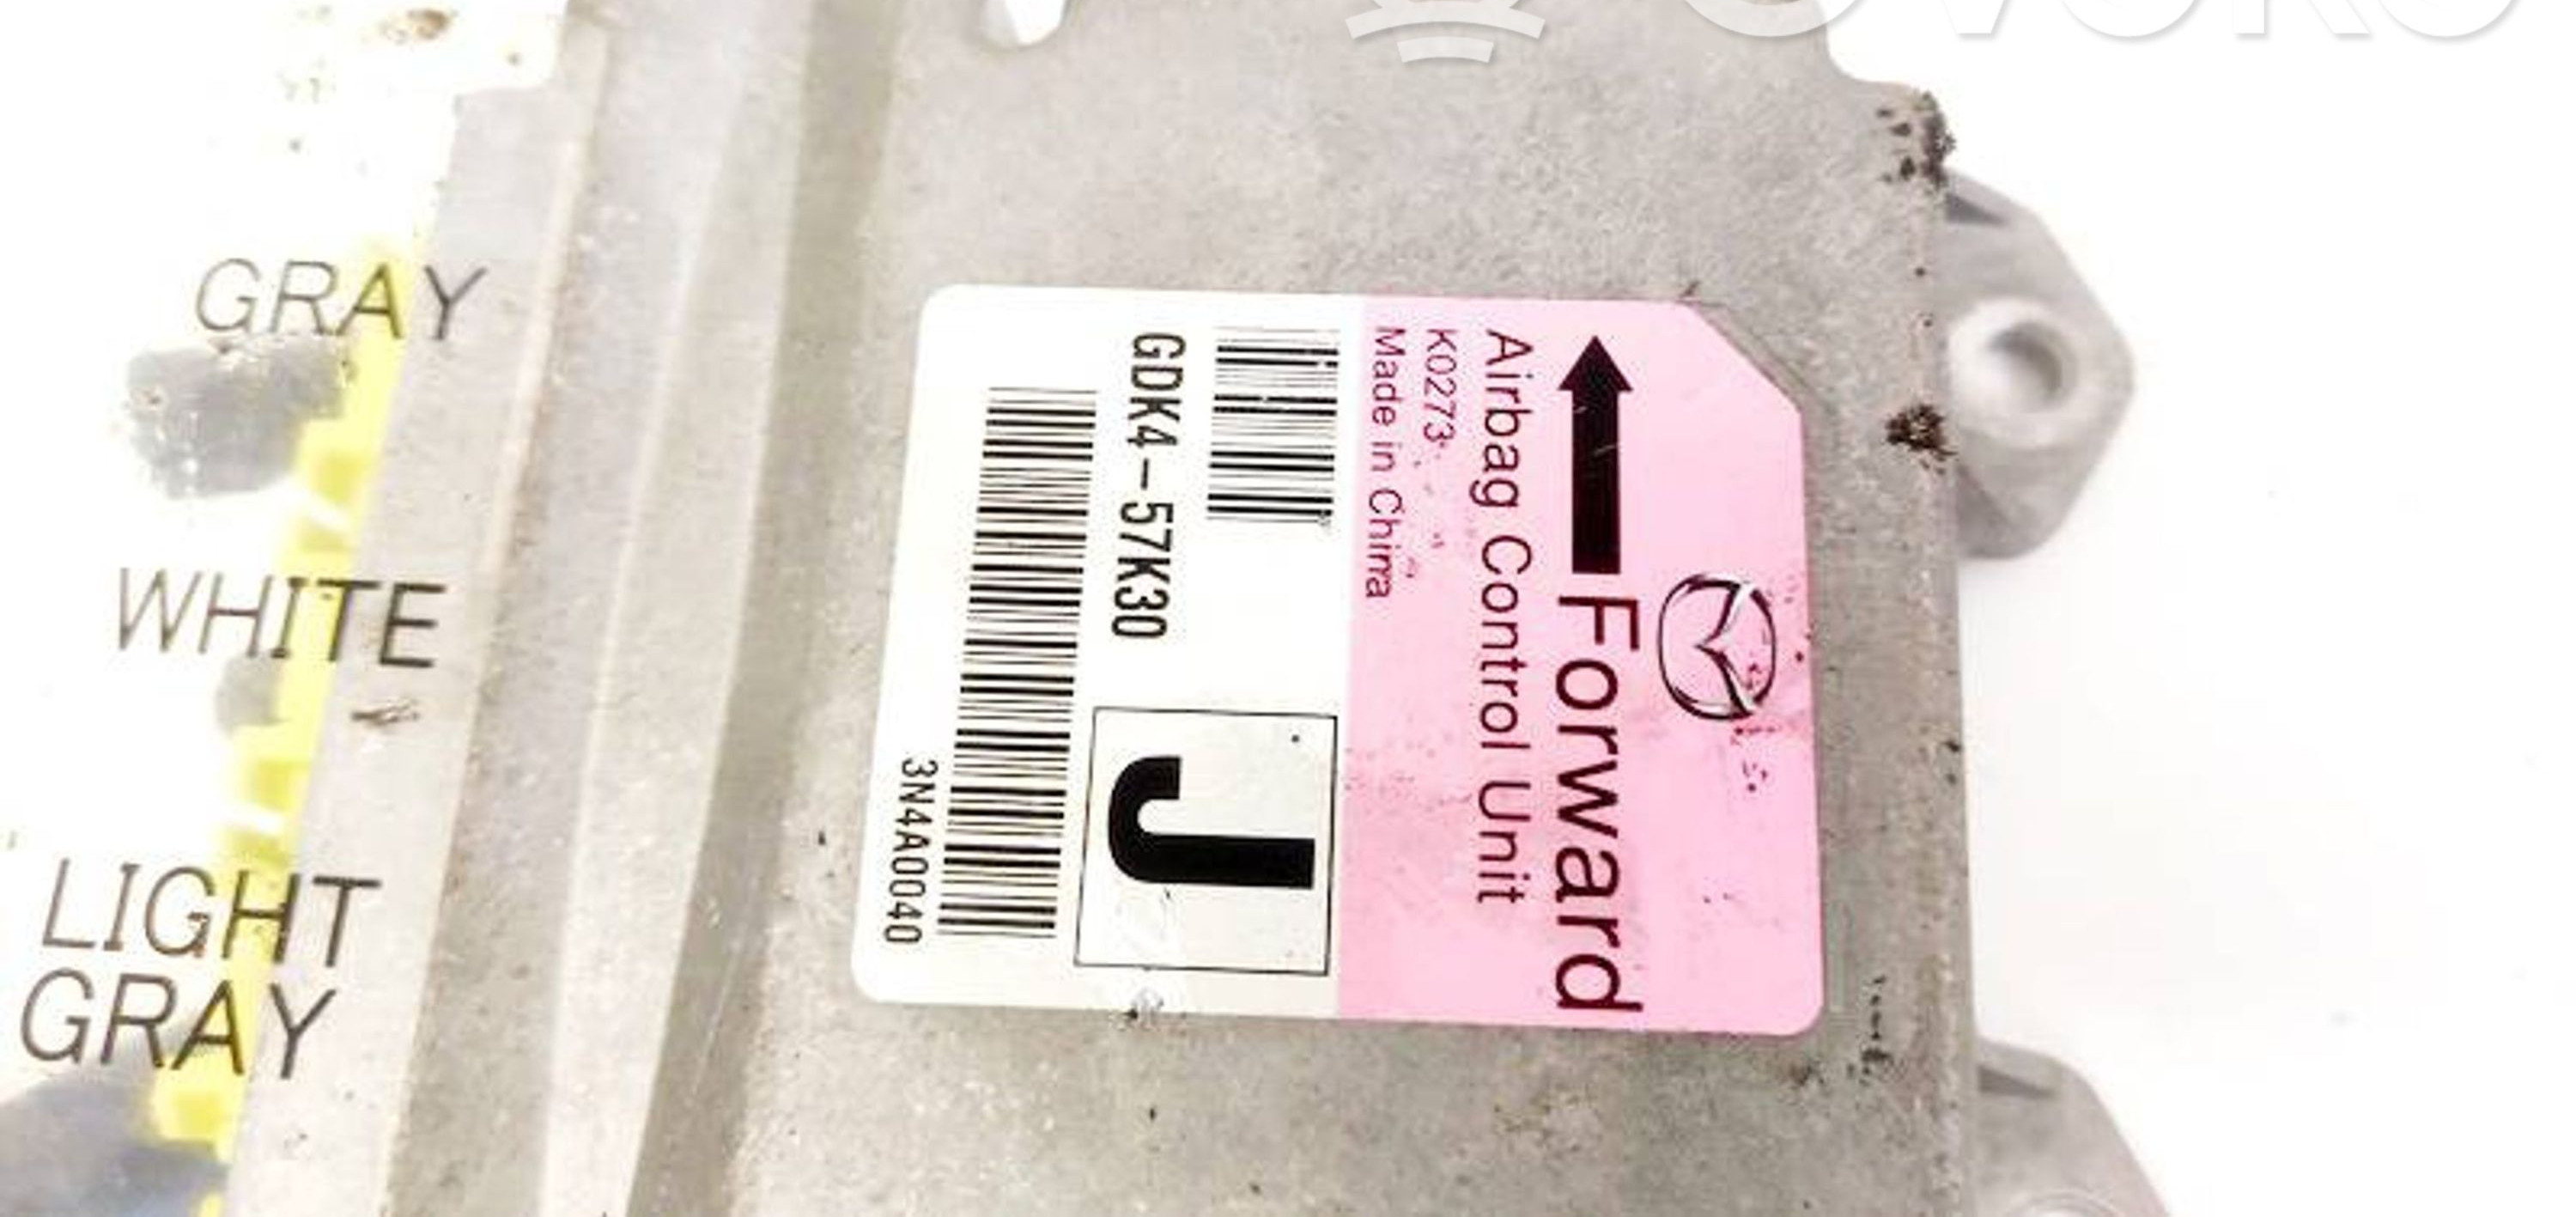 GRAY
WHITE
LIGHT
GRAY
Forward
Airbag Control Unit
K0273
Made in China
GDK4-57K30
J
3N4A0040